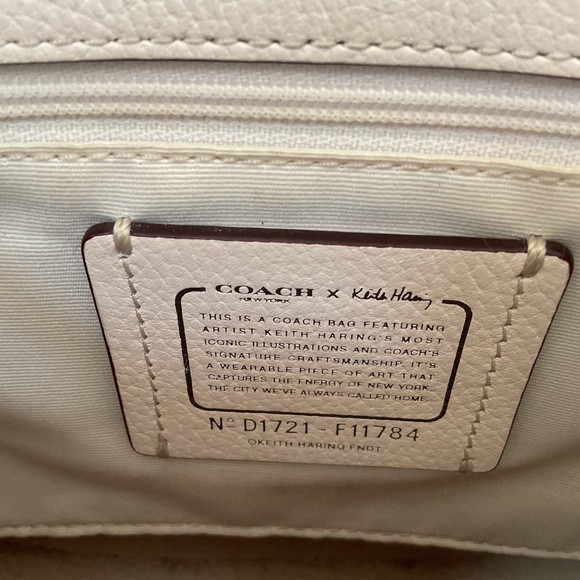 COACH x Keith Haring
NEW YORK
THIS IS A COACH BAG FEATURING
ARTIST KEITH HARING'S MOST
ICONIC ILLUSTRATIONS AND COACH'S
SIGNATURE CRAFTSMANSHIP. IT'S
A WEARABLE PIECE OF ART THAT
CAPTURES THE ENERGY OF NEW YORK,
THE CITY WE'VE ALWAYS CALLED HOME.
Nº D1721 - F11784
©KEITH HARING FNDT